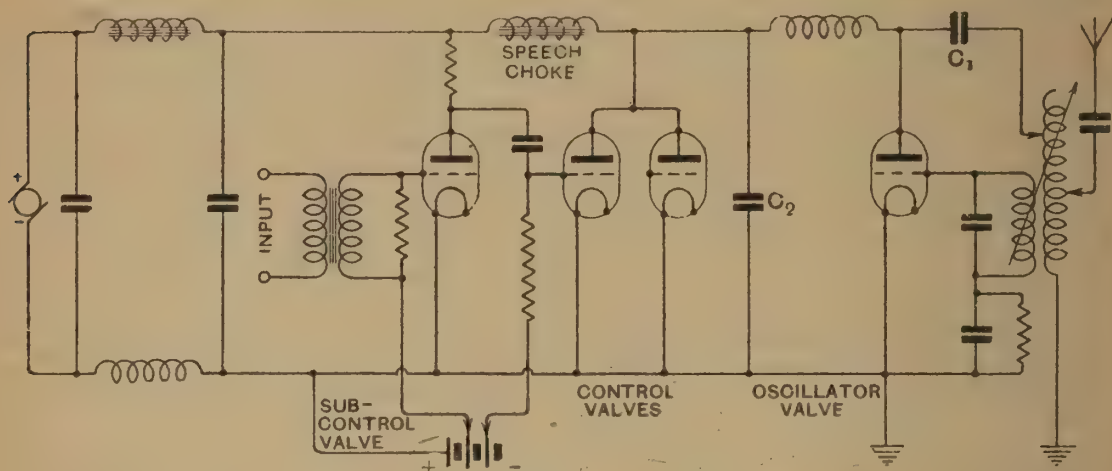 SPEECH
CHOKE
C₁
+
-
INPUT
C₂
SUB-
CONTROL
VALVE
CONTROL
VALVES
OSCILLATOR
VALVE
+
-